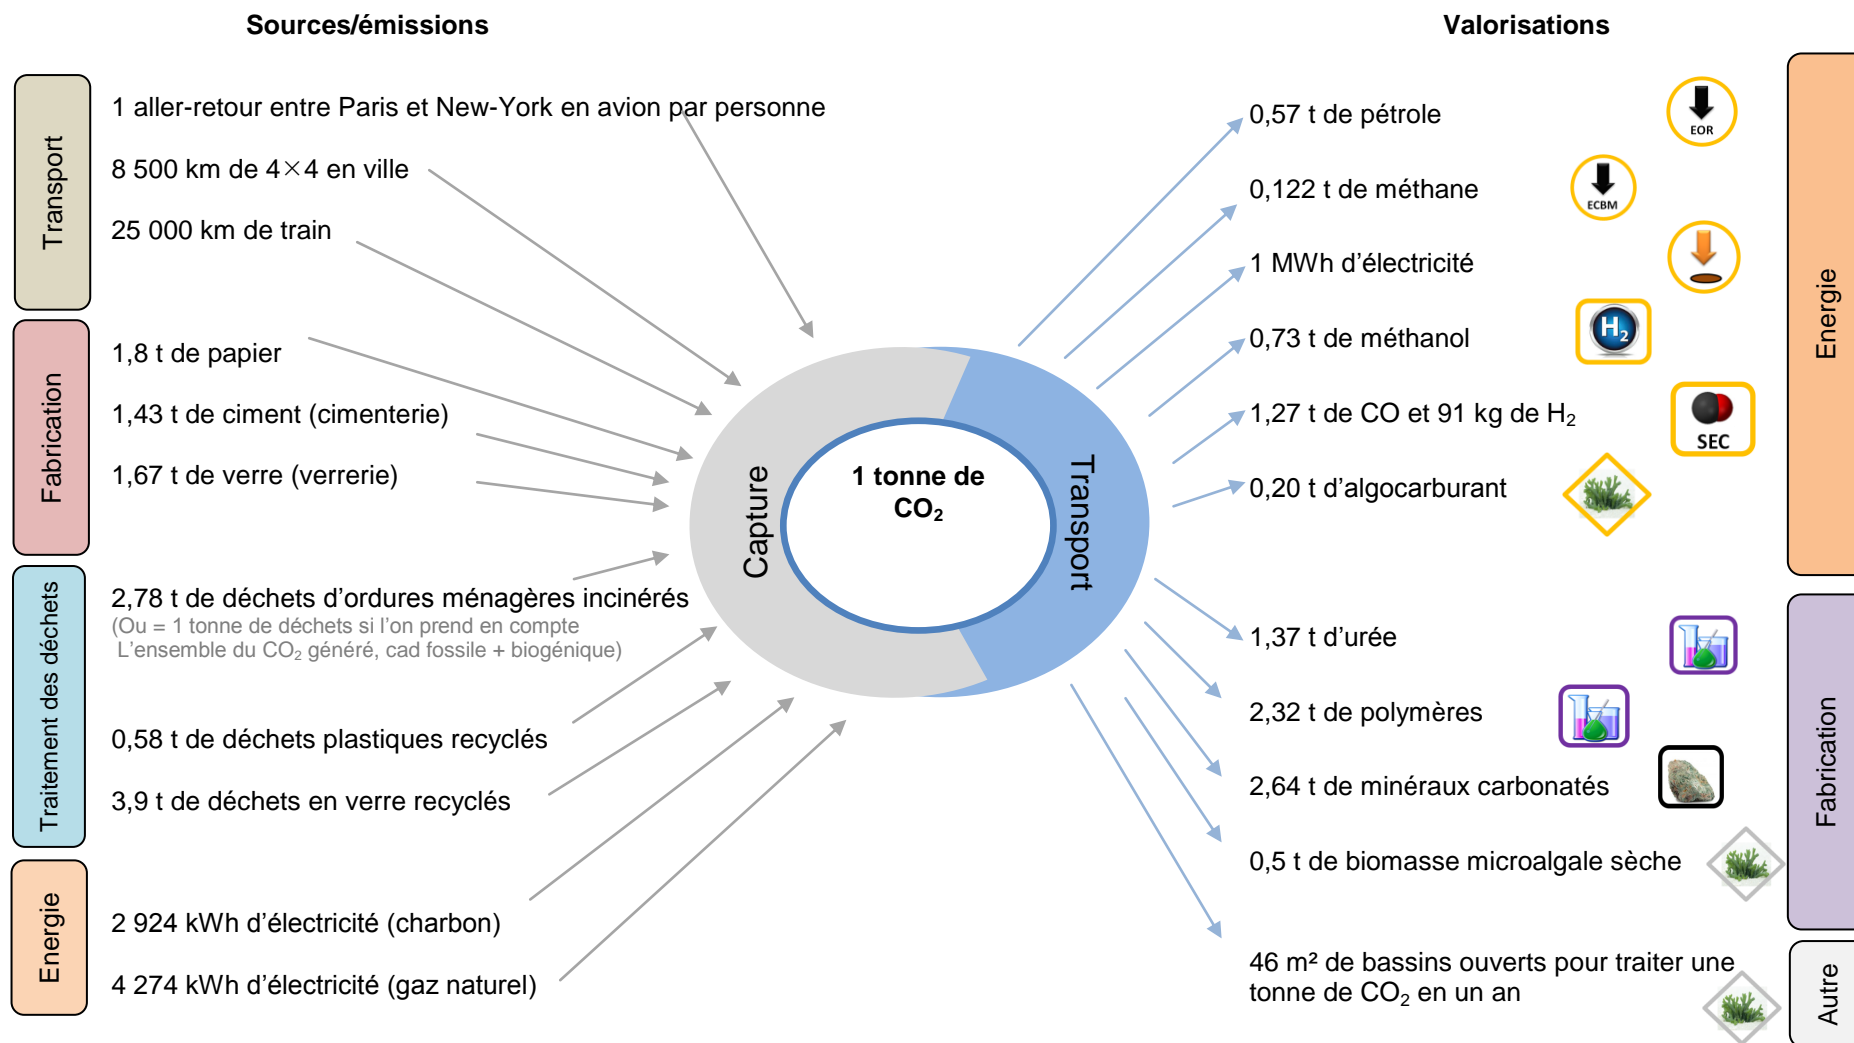 Sources/émissions
Transport
1 aller-retour entre Paris et New-York en avion par personne
8 500 km de 4×4 en ville
25 000 km de train
Fabrication
1,8 t de papier
1,43 t de ciment (cimenterie)
1,67 t de verre (verrerie)
Traitement des déchets
2,78 t de déchets d’ordures ménagères incinérés
(Ou = 1 tonne de déchets si l’on prend en compte
L’ensemble du CO₂ généré, cad fossile + biogénique)
0,58 t de déchets plastiques recyclés
3,9 t de déchets en verre recyclés
Energie
2 924 kWh d’électricité (charbon)
4 274 kWh d’électricité (gaz naturel)
Capture
1 tonne de
CO₂
Transport
Valorisations
Energie
0,57 t de pétrole
EOR
0,122 t de méthane
ECBM
1 MWh d’électricité
0,73 t de méthanol
H₂
1,27 t de CO et 91 kg de H₂
SEC
0,20 t d’algocarburant
Fabrication
1,37 t d’urée
2,32 t de polymères
2,64 t de minéraux carbonatés
0,5 t de biomasse microalgale sèche
Autre
46 m² de bassins ouverts pour traiter une
tonne de CO₂ en un an